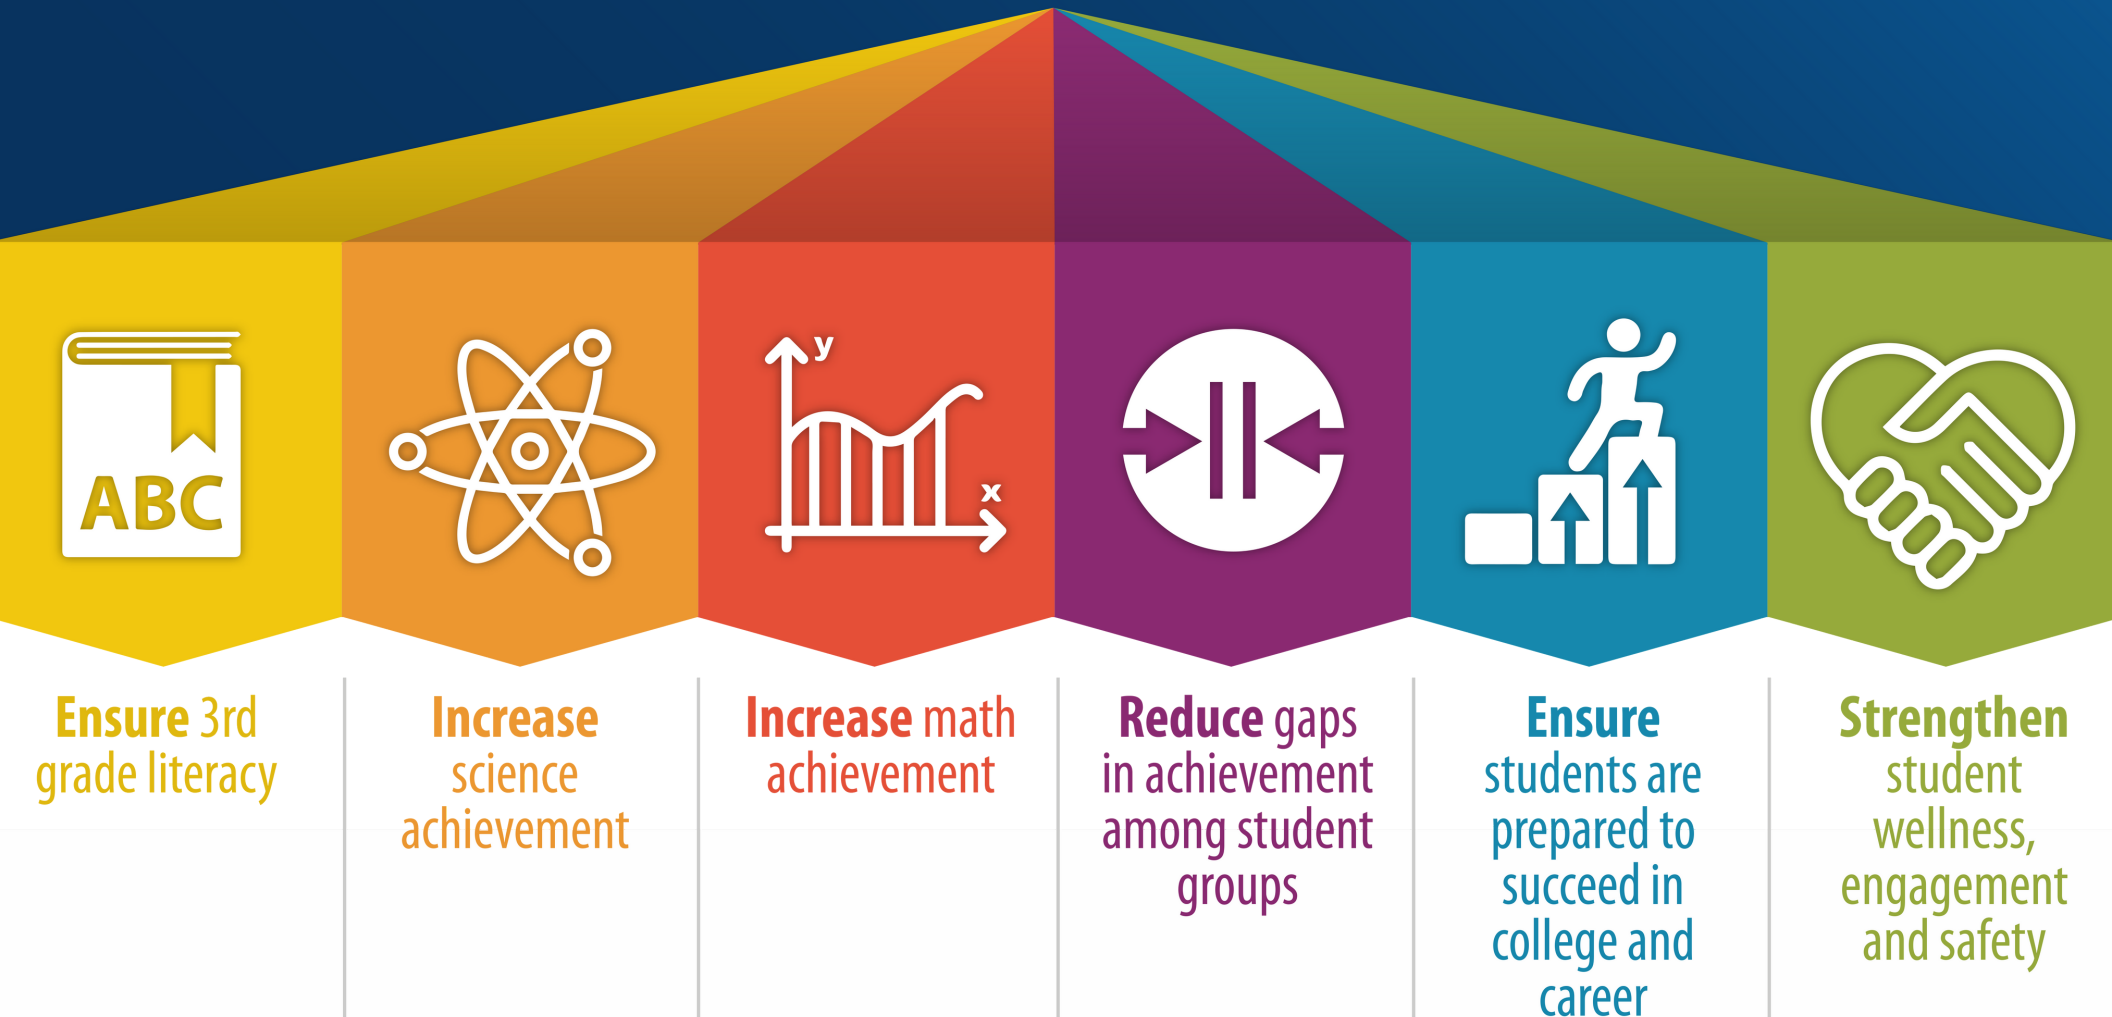 ABC
y
x
Ensure 3rd
grade literacy
Increase
science
achievement
Increase math
achievement
Reduce gaps
in achievement
among student
groups
Ensure
students are
prepared to
succeed in
college and
career
Strengthen
student
wellness,
engagement
and safety